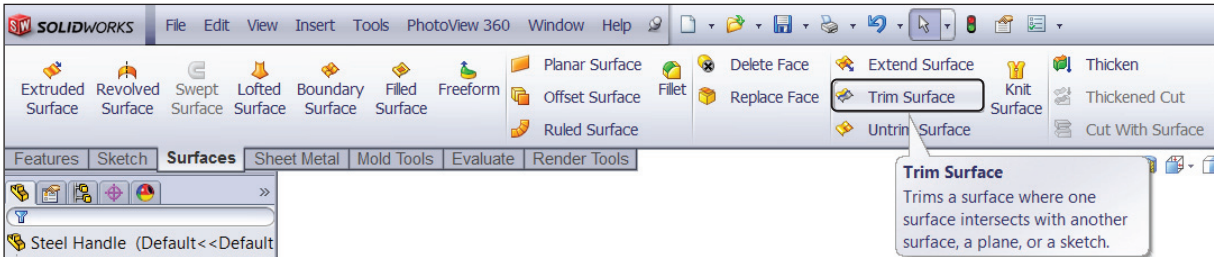 SOLIDWORKS File Edit View Insert Tools PhotoView 360 Window Help
Extruded Surface
Revolved Surface
Swept Surface
Lofted Surface
Boundary Surface
Filled Surface
Freeform
Planar Surface
Offset Surface
Ruled Surface
Fillet
Delete Face
Replace Face
Extend Surface
Trim Surface
Untrim Surface
Knit Surface
Thicken
Thickened Cut
Cut With Surface
Features Sketch Surfaces Sheet Metal Mold Tools Evaluate Render Tools
Trim Surface
Trims a surface where one
surface intersects with another
surface, a plane, or a sketch.
»
Steel Handle (Default<<Default